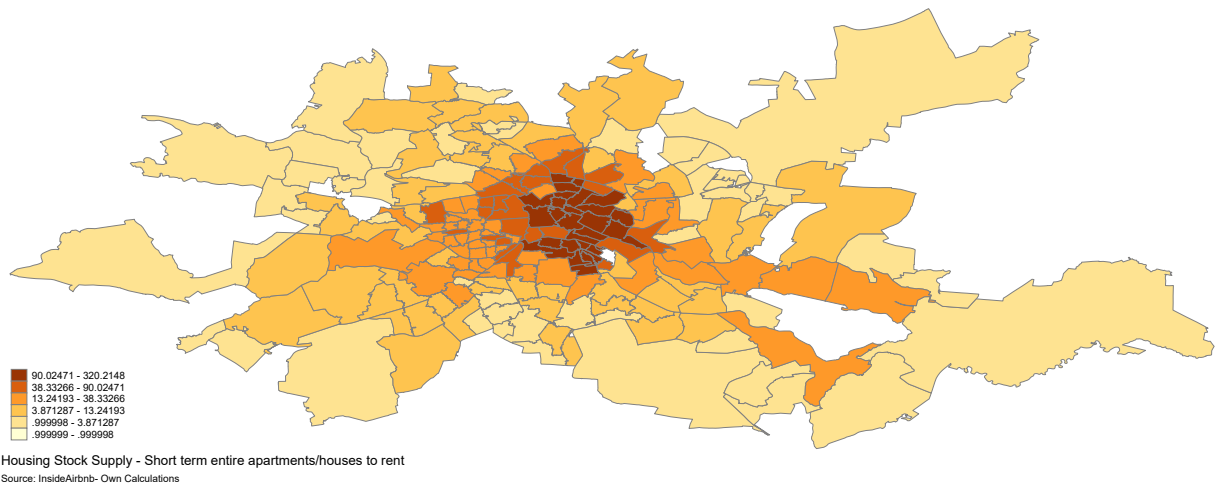 90.02471 - 320.2148
38.33266 - 90.02471
13.24193 - 38.33266
3.871287 - 13.24193
.999998 - 3.871287
.999999 - .999998
Housing Stock Supply - Short term entire apartments/houses to rent
Source: InsideAirbnb- Own Calculations